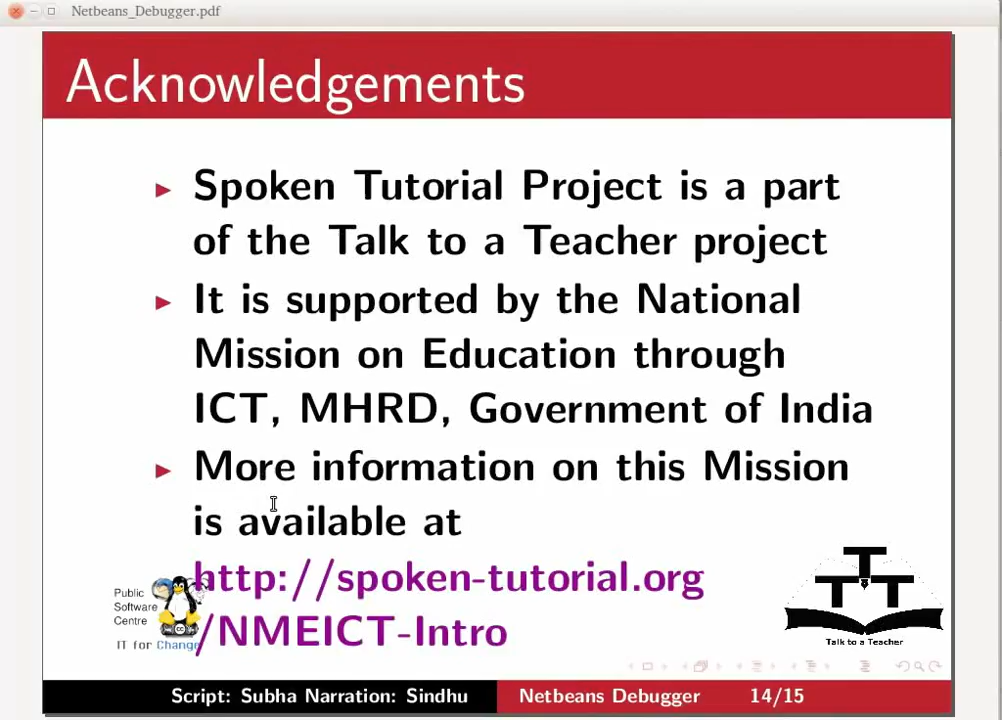 Netbeans_Debugger.pdf
Acknowledgements
Spoken Tutorial Project is a part
of the Talk to a Teacher project
It is supported by the National
Mission on Education through
ICT, MHRD, Government of India
More information on this Mission
is available at
http://spoken-tutorial.org
/NMEICT-Intro
Public
Software
Centre
IT for Change
TTT
Talk to a Teacher
Script: Subha Narration: Sindhu
Netbeans Debugger
14/15